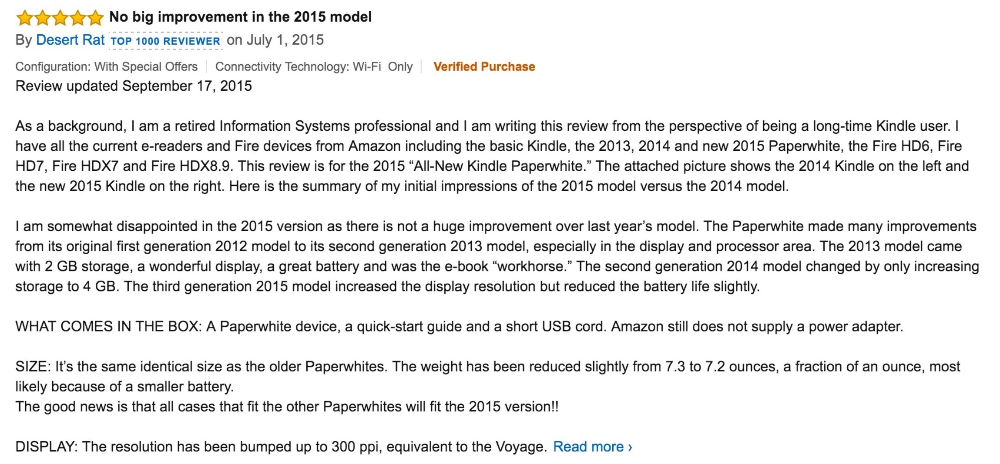 No big improvement in the 2015 model
By Desert Rat TOP 1000 REVIEWER on July 1, 2015
Configuration: With Special Offers Connectivity Technology: Wi-Fi Only Verified Purchase
Review updated September 17, 2015
As a background, I am a retired Information Systems professional and I am writing this review from the perspective of being a long-time Kindle user. I
have all the current e-readers and Fire devices from Amazon including the basic Kindle, the 2013, 2014 and new 2015 Paperwhite, the Fire HD6, Fire
HD7, Fire HDX7 and Fire HDX8.9. This review is for the 2015 “All-New Kindle Paperwhite.” The attached picture shows the 2014 Kindle on the left and
the new 2015 Kindle on the right. Here is the summary of my initial impressions of the 2015 model versus the 2014 model.
I am somewhat disappointed in the 2015 version as there is not a huge improvement over last year’s model. The Paperwhite made many improvements
from its original first generation 2012 model to its second generation 2013 model, especially in the display and processor area. The 2013 model came
with 2 GB storage, a wonderful display, a great battery and was the e-book “workhorse.” The second generation 2014 model changed by only increasing
storage to 4 GB. The third generation 2015 model increased the display resolution but reduced the battery life slightly.
WHAT COMES IN THE BOX: A Paperwhite device, a quick-start guide and a short USB cord. Amazon still does not supply a power adapter.
SIZE: It’s the same identical size as the older Paperwhites. The weight has been reduced slightly from 7.3 to 7.2 ounces, a fraction of an ounce, most
likely because of a smaller battery.
The good news is that all cases that fit the other Paperwhites will fit the 2015 version!!
DISPLAY: The resolution has been bumped up to 300 ppi, equivalent to the Voyage. Read more ›